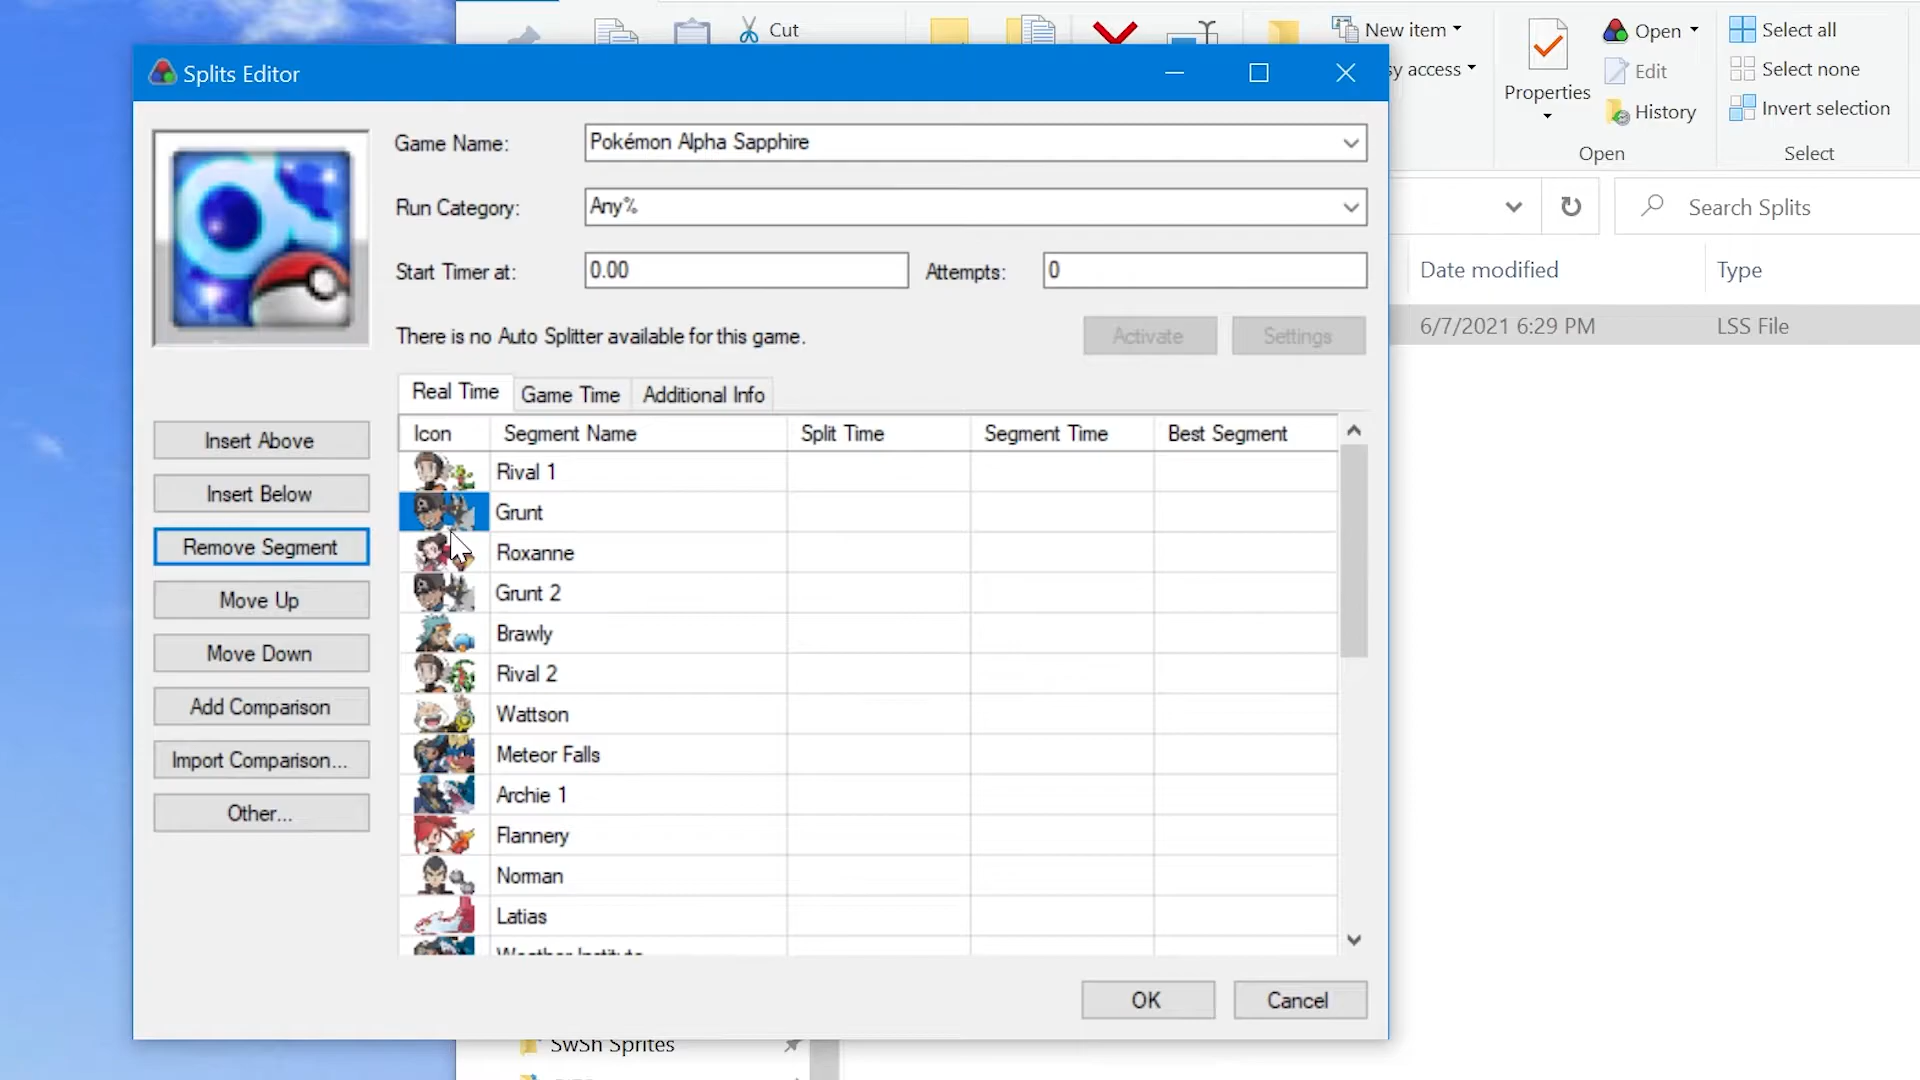 Cut
New item
sy access
Properties
Open
Edit
History
Open
Select all
Select none
Invert selection
Select
Search Splits
Date modified
Type
6/7/2021 6:29 PM
LSS File
Splits Editor
Game Name:
Pokémon Alpha Sapphire
Run Category:
Any%
Start Timer at:
0.00
Attempts:
0
There is no Auto Splitter available for this game.
Activate
Settings
Real Time
Game Time
Additional Info
Insert Above
Insert Below
Remove Segment
Move Up
Move Down
Add Comparison
Import Comparison...
Other...
Icon
Segment Name
Split Time
Segment Time
Best Segment
Rival 1
Grunt
Roxanne
Grunt 2
Brawly
Rival 2
Wattson
Meteor Falls
Archie 1
Flannery
Norman
Latias
Weather Institute
OK
Cancel
SwSh Sprites